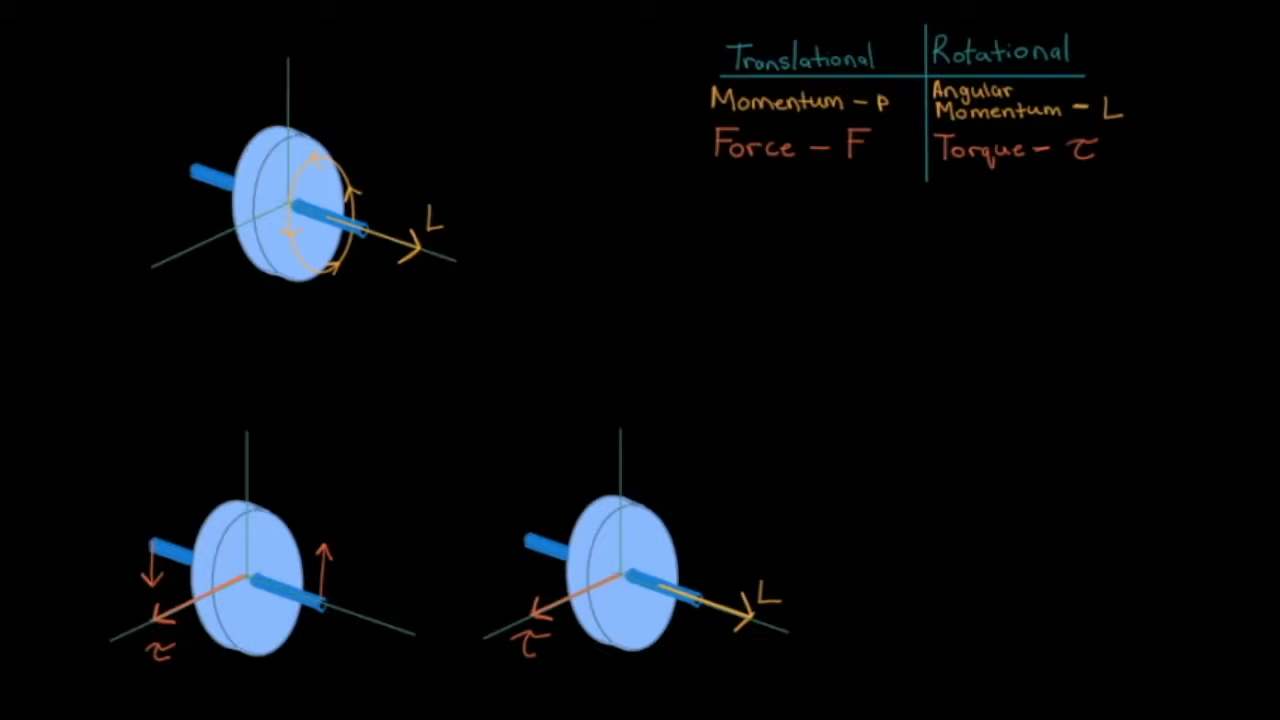 Translational
Rotational
Momentum - p
Angular
Momentum - L
Force - F
Torque - τ
L
τ
τ
L